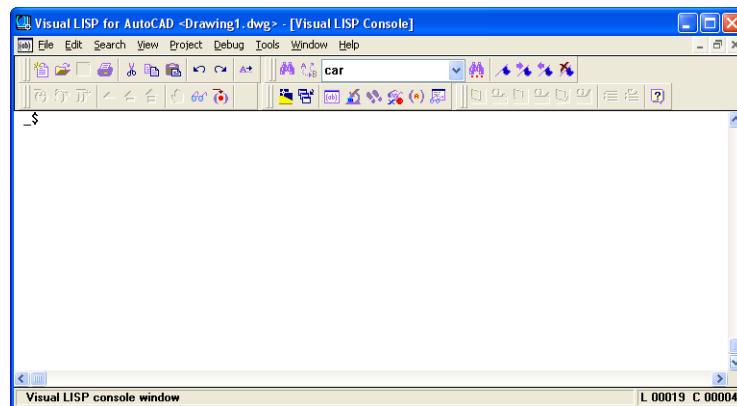 Visual LISP for AutoCAD <Drawing1.dwg> - [Visual LISP Console]
File Edit Search View Project Debug Tools Window Help
car
_$
Visual LISP console window L 00019 C 00004